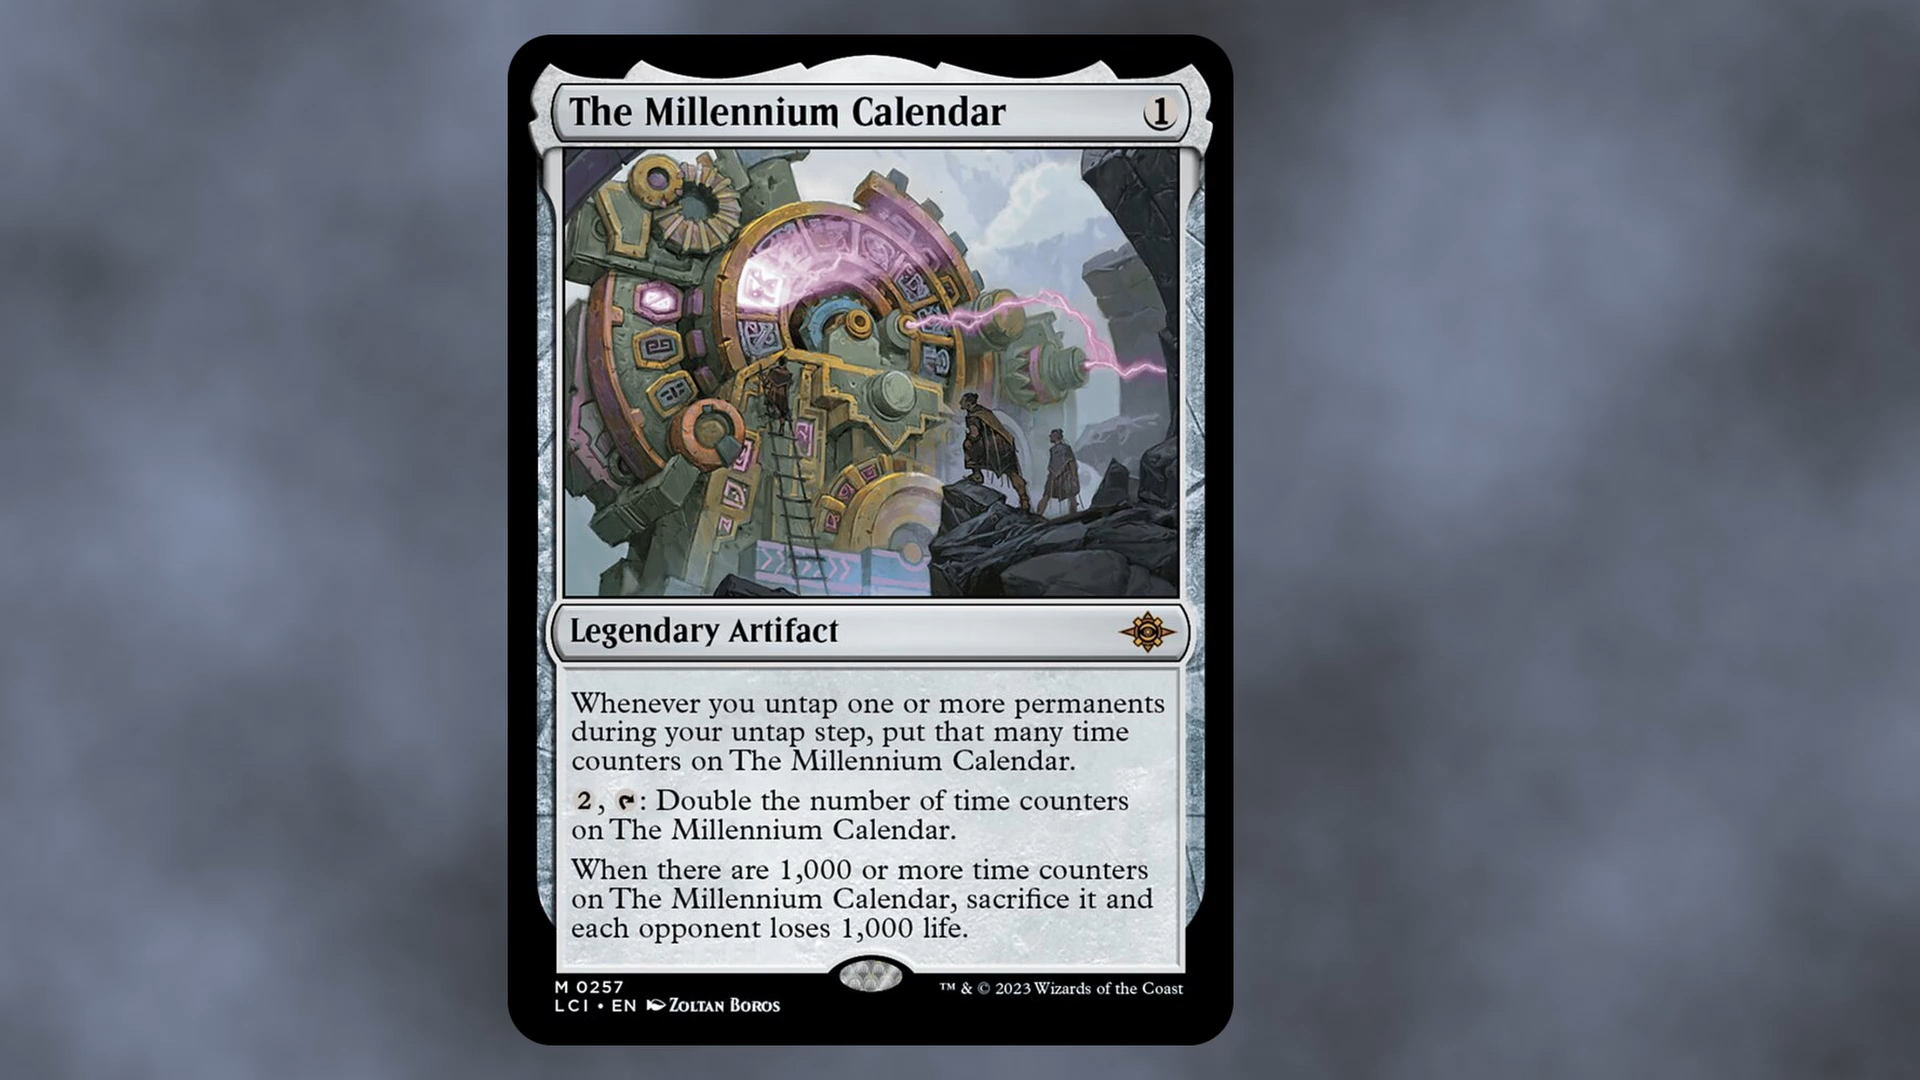 The Millennium Calendar 1
Legendary Artifact
Whenever you untap one or more permanents
during your untap step, put that many time
counters on The Millennium Calendar.
2, : Double the number of time counters
on The Millennium Calendar.
When there are 1,000 or more time counters
on The Millennium Calendar, sacrifice it and
each opponent loses 1,000 life.
M 0257
LCI • EN Zoltan Boros
™ & © 2023 Wizards of the Coast